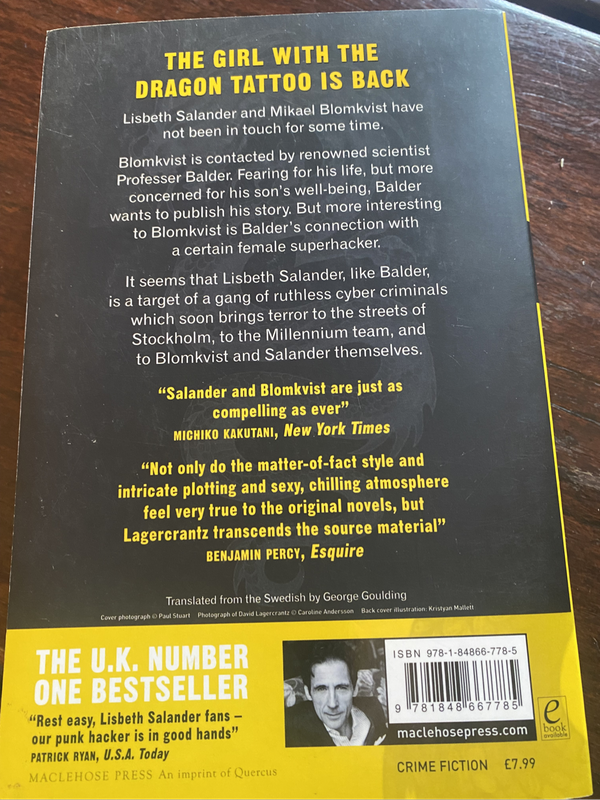 THE GIRL WITH THE
DRAGON TATTOO IS BACK
Lisbeth Salander and Mikael Blomkvist have
not been in touch for some time.
Blomkvist is contacted by renowned scientist
Professor Balder. Fearing for his life, but more
concerned for his son's well-being, Balder
wants to publish his story. But more interesting
to Blomkvist is Balder's connection with
a certain female superhacker.
It seems that Lisbeth Salander, like Balder,
is a target of a gang of ruthless cyber criminals
which soon brings terror to the streets of
Stockholm, to the Millennium team, and
to Blomkvist and Salander themselves.
“Salander and Blomkvist are just as
compelling as ever”
MICHIKO KAKUTANI, New York Times
“Not only do the matter-of-fact style and
intricate plotting and sexy, chilling atmosphere
feel very true to the original novels, but
Lagercrantz transcends the source material”
BENJAMIN PERCY, Esquire
Translated from the Swedish by George Goulding
Cover photograph © Paul Stuart Photograph of David Lagercrantz © Caroline Andersson Back cover illustration: Kristyan Mallett
THE U.K. NUMBER
ONE BESTSELLER
“Rest easy, Lisbeth Salander fans –
our punk hacker is in good hands”
PATRICK RYAN, U.S.A. Today
MACLEHOSE PRESS An imprint of Quercus
ISBN 978-1-84866-778-5
9 781848 667785
maclehosepress.com
e
book
available
CRIME FICTION £7.99